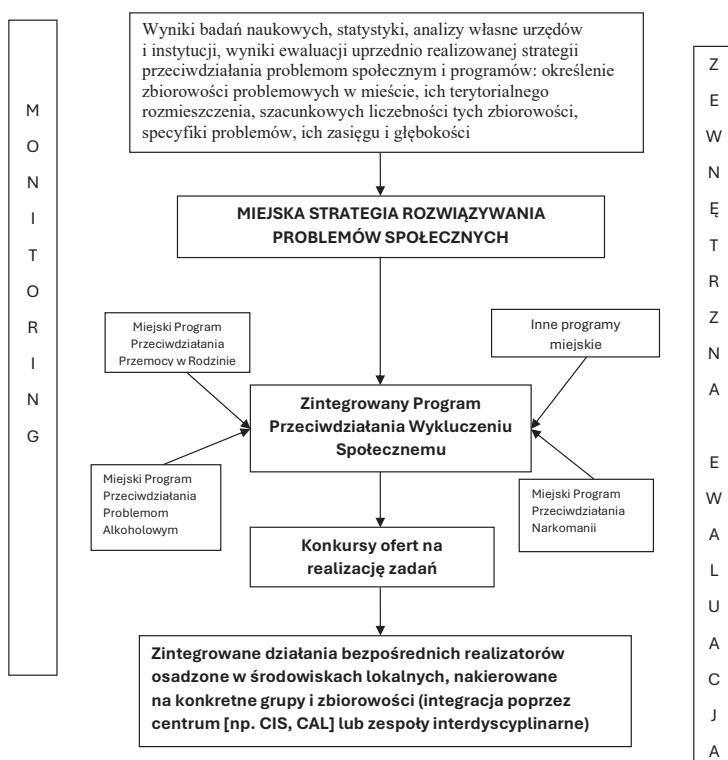 Wyniki badań naukowych, statystyki, analizy własne urzędów
i instytucji, wyniki ewaluacji uprzednio realizowanej strategii
przeciwdziałania problemom społecznym i programów: określenie
zbiorowości problemowych w mieście, ich terytorialnego
rozmieszczenia, szacunkowych liczebności tych zbiorowości,
specyfiki problemów, ich zasięgu i głębokości
M
O
N
I
T
O
R
I
N
G
MIEJSKA STRATEGIA ROZWIĄZYWANIA
PROBLEMÓW SPOŁECZNYCH
Miejski Program
Przeciwdziałania
Przemocy w Rodzinie
Inne programy
miejskie
Zintegrowany Program
Przeciwdziałania Wykluczeniu
Społecznemu
Miejski Program
Przeciwdziałania
Problemom
Alkoholowym
Miejski Program
Przeciwdziałania
Narkomanii
Konkursy ofert na
realizację zadań
Zintegrowane działania bezpośrednich realizatorów
osadzone w środowiskach lokalnych, nakierowane
na konkretne grupy i zbiorowości (integracja poprzez
centrum [np. CIS, CAL] lub zespoły interdyscyplinarne)
Z
E
W
N
Ę
T
R
Z
N
A
E
W
A
L
U
A
C
J
A